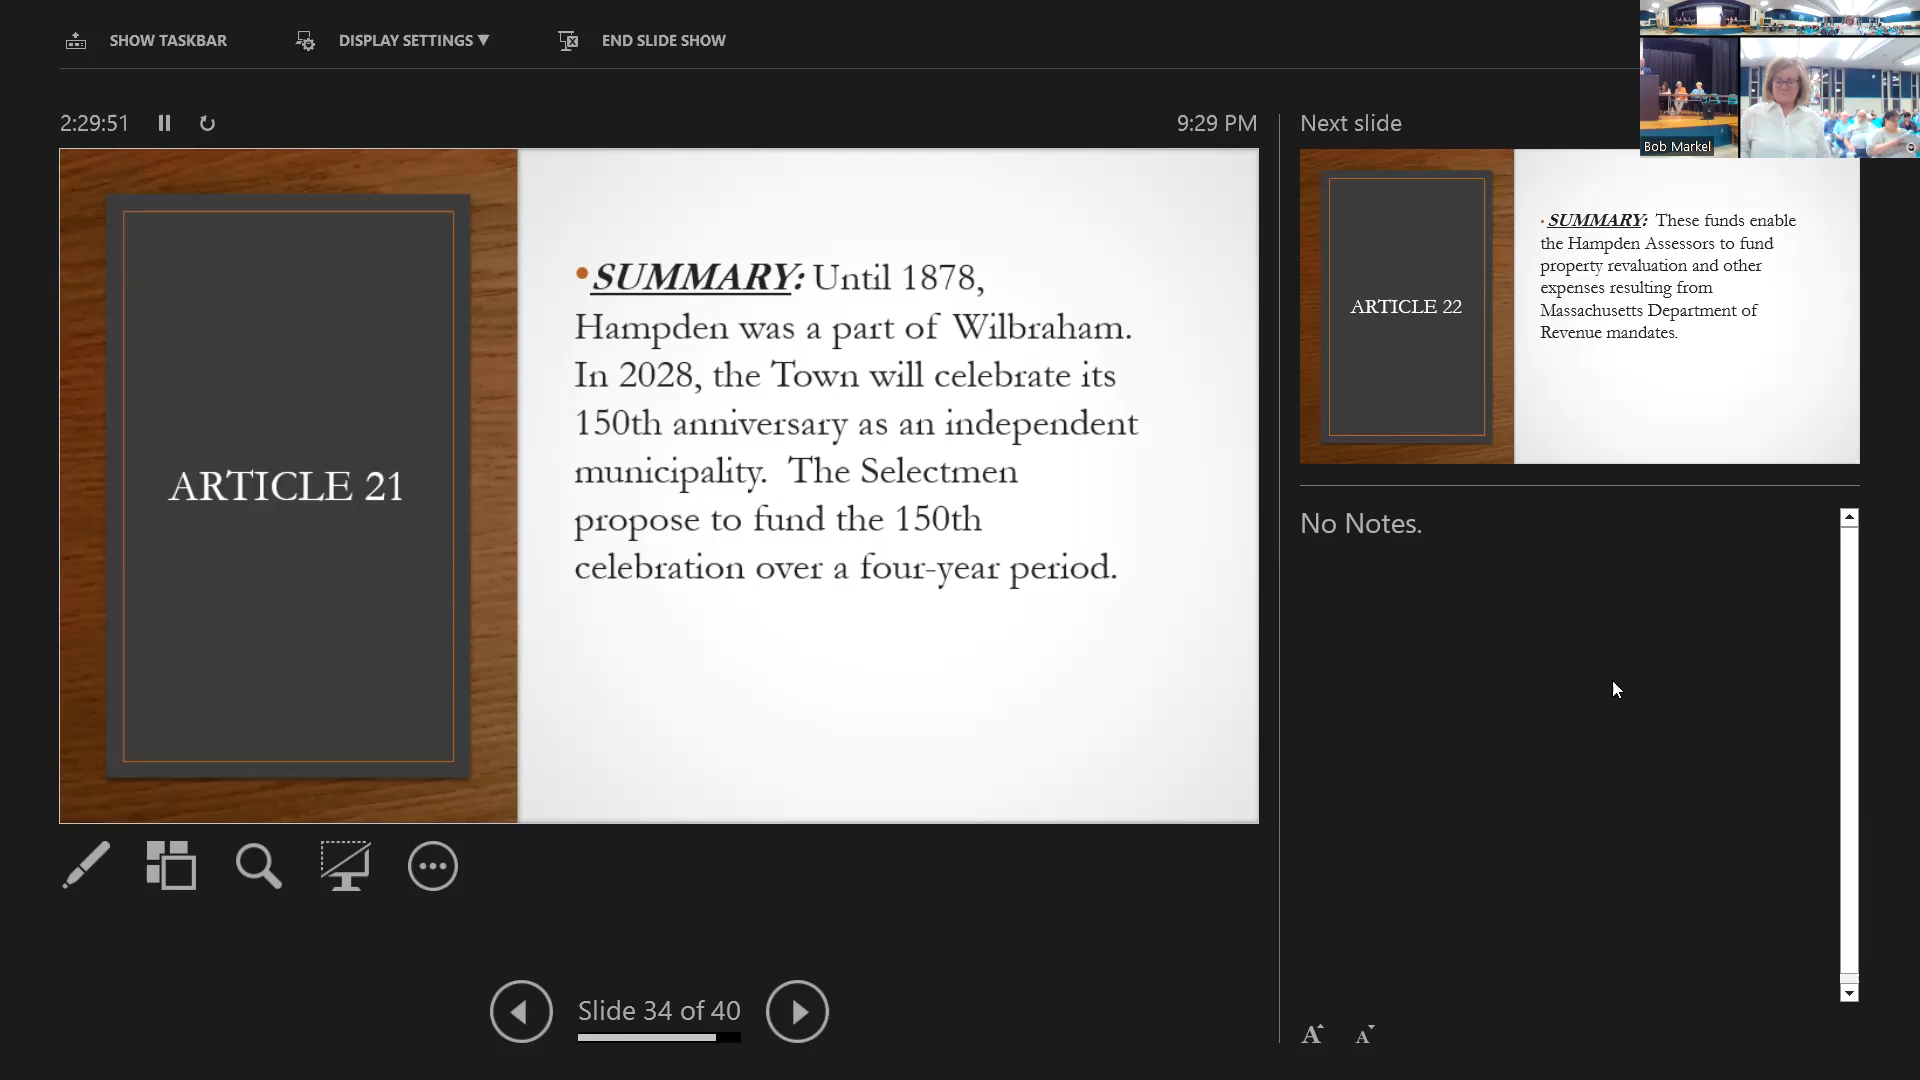 SHOW TASKBAR
DISPLAY SETTINGS ▼
END SLIDE SHOW
2:29:51
9:29 PM
Next slide
Bob Markel
ARTICLE 21
•SUMMARY: Until 1878,
Hampden was a part of Wilbraham.
In 2028, the Town will celebrate its
150th anniversary as an independent
municipality.  The Selectmen
propose to fund the 150th
celebration over a four-year period.
ARTICLE 22
• SUMMARY:  These funds enable
the Hampden Assessors to fund
property revaluation and other
expenses resulting from
Massachusetts Department of
Revenue mandates.
No Notes.
Slide 34 of 40
A A